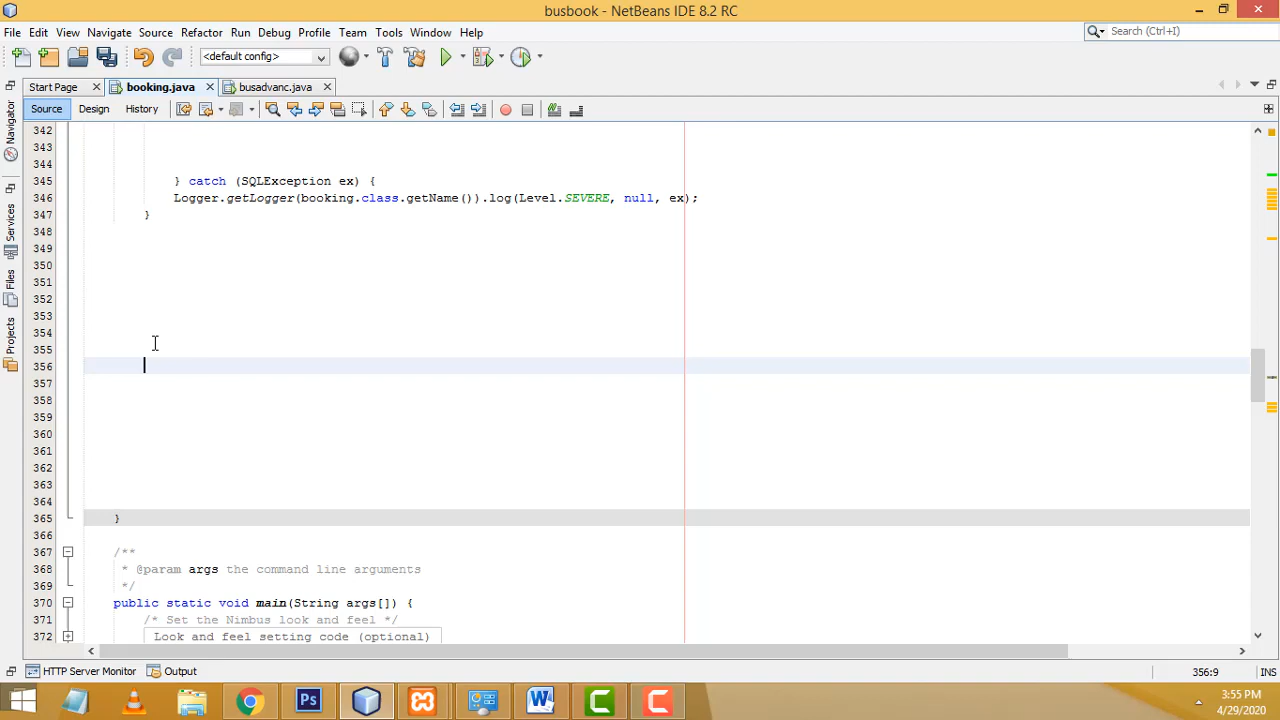 busbook - NetBeans IDE 8.2 RC
File Edit View Navigate Source Refactor Run Debug Profile Team Tools Window Help
Search (Ctrl+I)
<default config>
Start Page booking.java busadvanc.java
Source Design History
Navigator
Services
Files
Projects
342
343
344
345 } catch (SQLException ex) {
346 Logger.getLogger(booking.class.getName()).log(Level.SEVERE, null, ex);
347 }
348
349
350
351
352
353
354
355
356
357
358
359
360
361
362
363
364
365 }
366
367 /**
368 * @param args the command line arguments
369 */
370 public static void main(String args[]) {
371 /* Set the Nimbus look and feel */
372 Look and feel setting code (optional)
HTTP Server Monitor Output
356:9 INS
Ps W C C
3:55 PM
4/29/2020